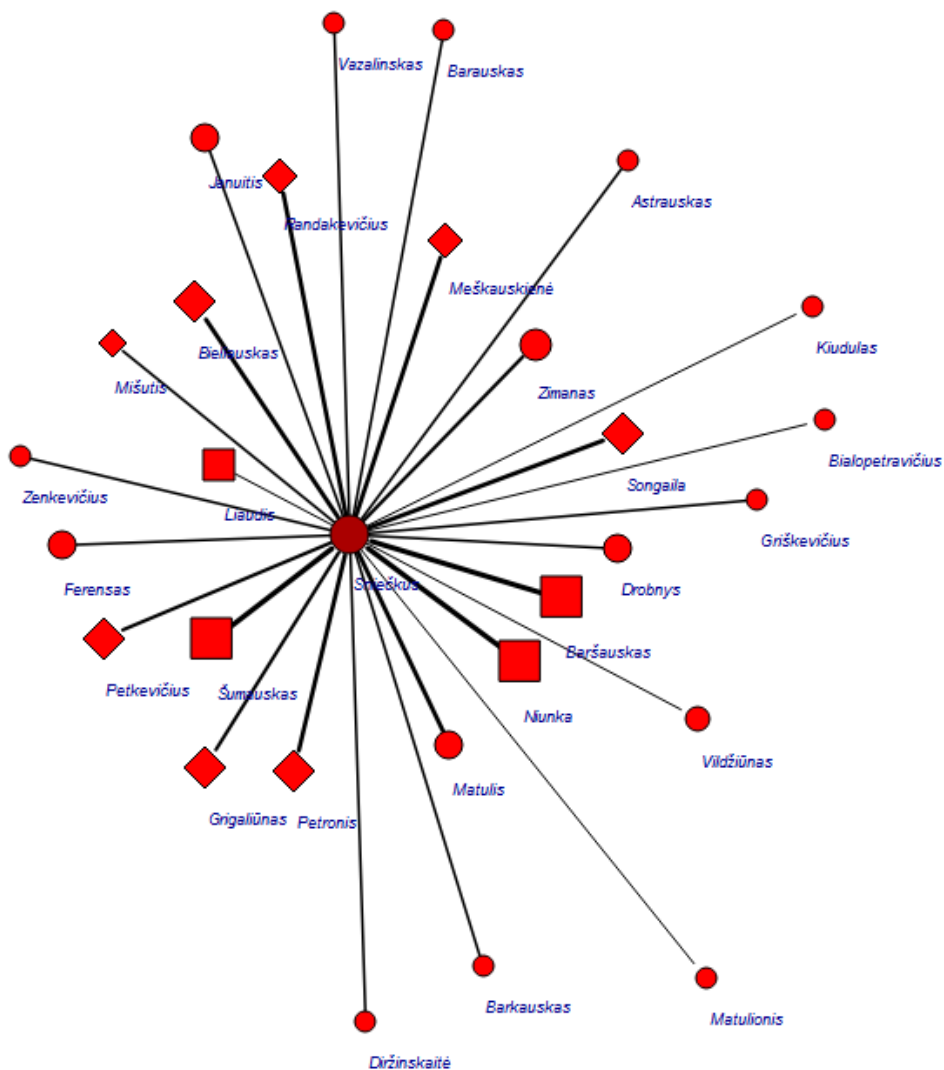 Vazalinskas
Barauskas
Januitis
Randakevičius
Astrauskas
Meškauskienė
Bieliauskas
Kiudulas
Mišutis
Zimanas
Bialopetravičius
Songaila
Zenkevičius
Liaudis
Griškevičius
Sniečkus
Ferensas
Drobnys
Baršauskas
Petkevičius
Šumauskas
Niunka
Vildžiūnas
Matulis
Grigaliūnas
Petronis
Barkauskas
Matulionis
Diržinskaitė